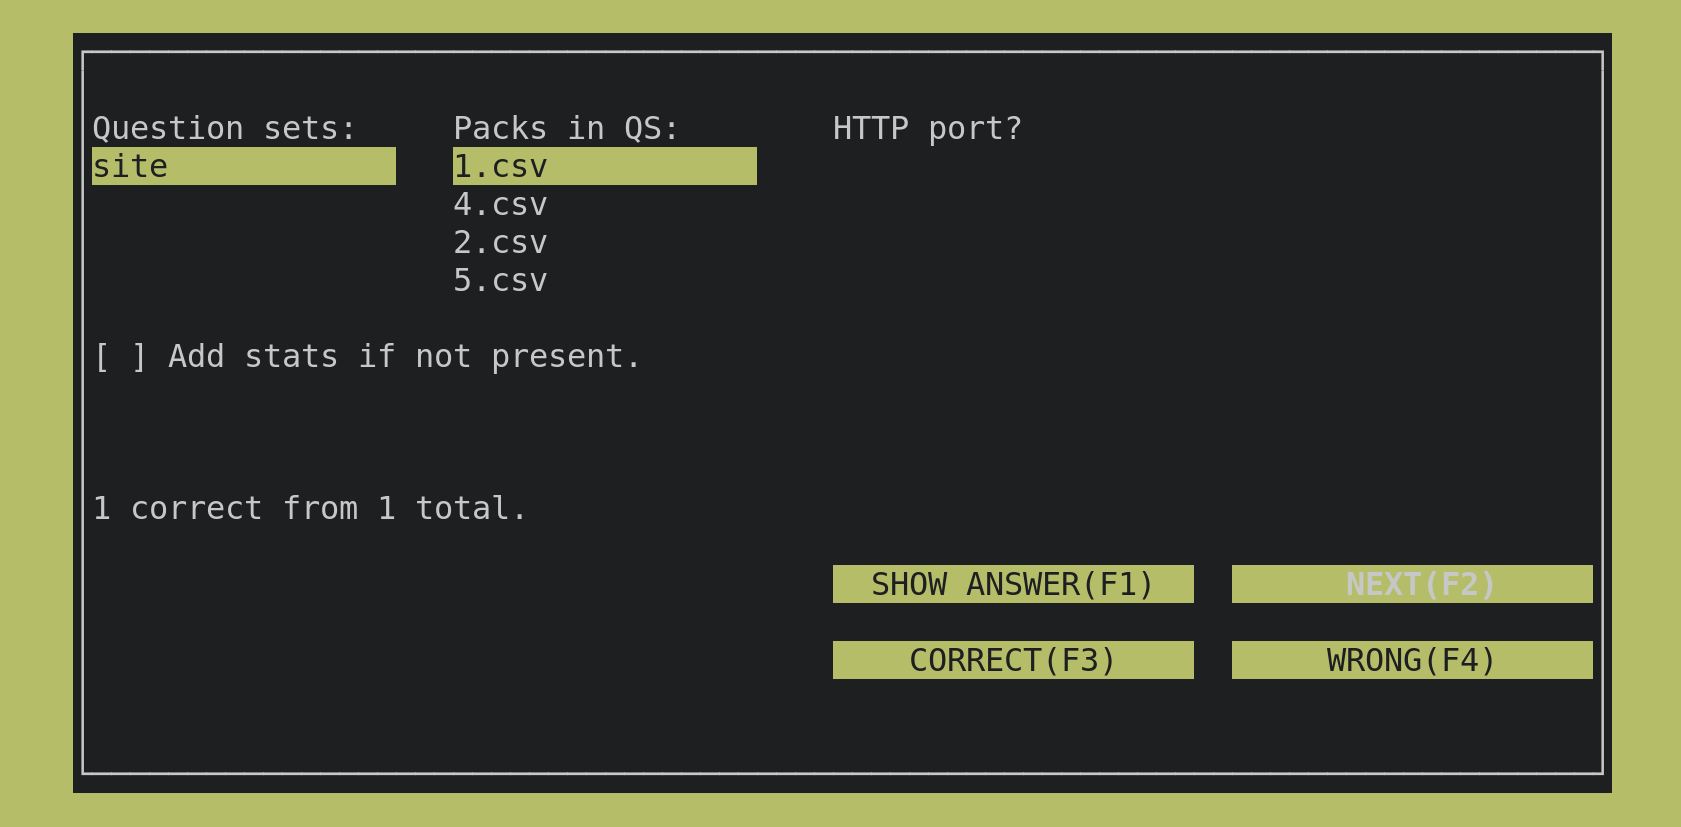 Question sets: Packs in QS: HTTP port?
site 1.csv
4.csv
2.csv
5.csv
[ ] Add stats if not present.
1 correct from 1 total.
SHOW ANSWER(F1) NEXT(F2)
CORRECT(F3) WRONG(F4)